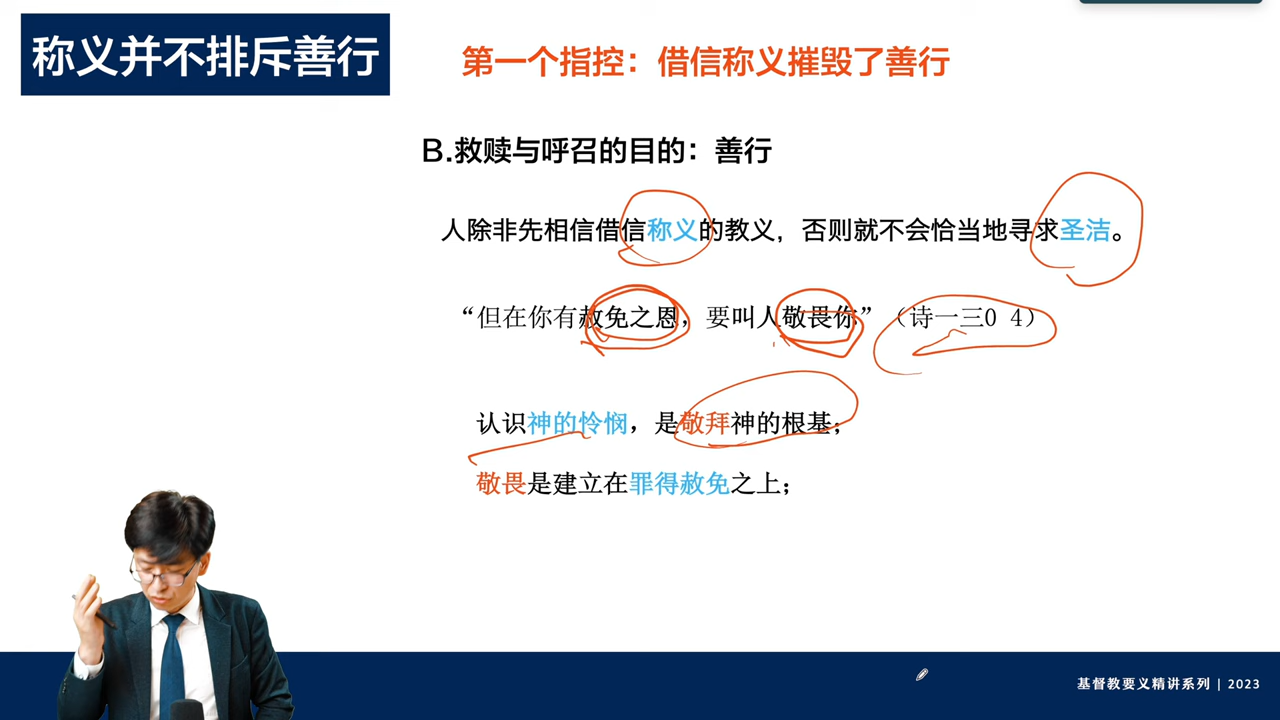 称义并不排斥善行
第一个指控：借信称义摧毁了善行
B.救赎与呼召的目的：善行
人除非先相信借信称义的教义，否则就不会恰当地寻求圣洁。
“但在你有赦免之恩，要叫人敬畏你”（诗一三0 4）
认识神的怜悯，是敬拜神的根基；
敬畏是建立在罪得赦免之上；
基督教要义精讲系列 | 2023